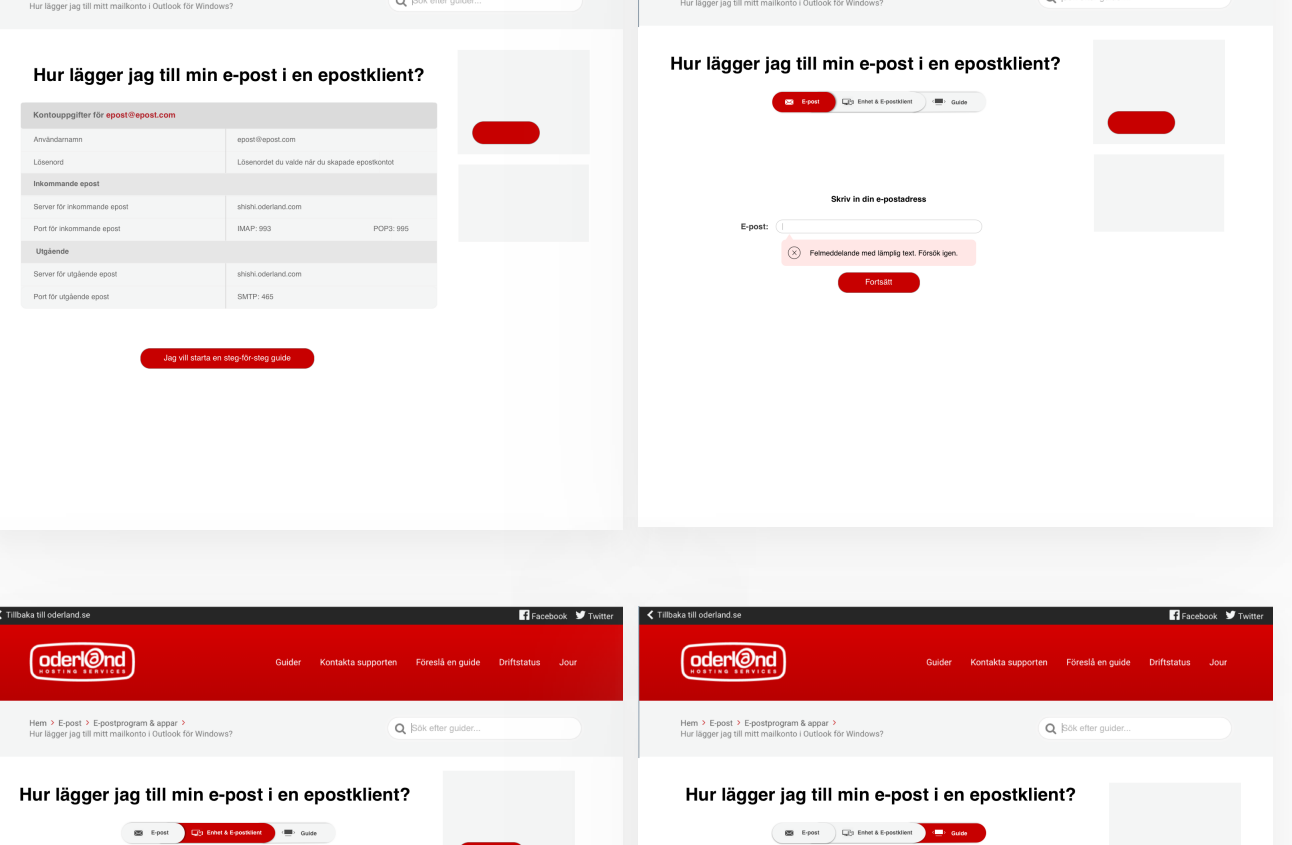 Hur lägger jag till mitt mailkonto i Outlook för Windows?
Sök efter guider...
Hur lägger jag till min e-post i en epostklient?
Kontouppgifter för epost@epost.com
Användarnamn epost@epost.com
Lösenord Lösenordet du valde när du skapade epostkontot
Inkommande epost
Server för inkommande epost shishi.oderland.com
Port för inkommande epost IMAP: 993 POP3: 995
Utgående
Server för utgående epost shishi.oderland.com
Port för utgående epost SMTP: 465
Jag vill starta en steg-för-steg guide
Hur lägger jag till mitt mailkonto i Outlook för Windows?
Hur lägger jag till min e-post i en epostklient?
E-post Enhet & E-postklient Guide
Skriv in din e-postadress
E-post:
Felmeddelande med lämplig text. Försök igen.
Fortsätt
Tillbaka till oderland.se Facebook Twitter
oderl@nd
HOSTING SERVICES
Guider Kontakta supporten Föreslå en guide Driftstatus Jour
Hem > E-post > E-postprogram & appar >
Hur lägger jag till mitt mailkonto i Outlook för Windows?
Sök efter guider...
Hur lägger jag till min e-post i en epostklient?
E-post Enhet & E-postklient Guide
Tillbaka till oderland.se Facebook Twitter
oderl@nd
HOSTING SERVICES
Guider Kontakta supporten Föreslå en guide Driftstatus Jour
Hem > E-post > E-postprogram & appar >
Hur lägger jag till mitt mailkonto i Outlook för Windows?
Sök efter guider...
Hur lägger jag till min e-post i en epostklient?
E-post Enhet & E-postklient Guide